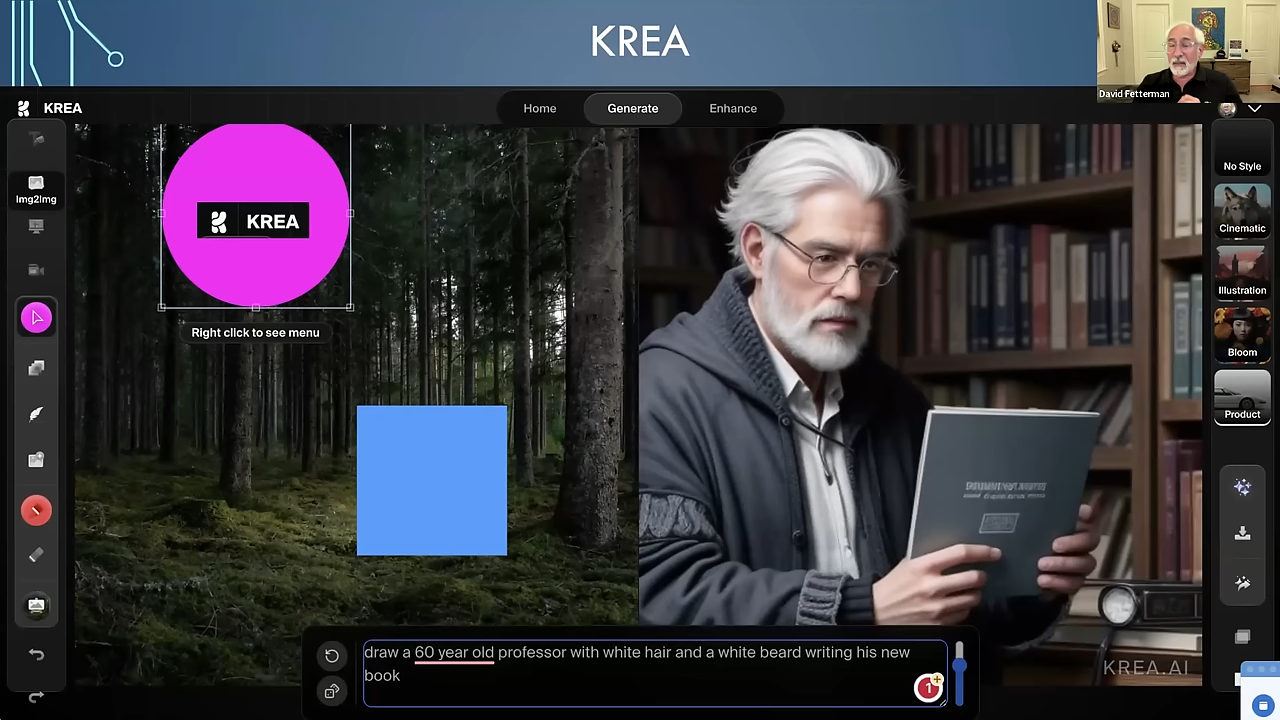 KREA
David Fetterman
KREA
Home
Generate
Enhance
Img2Img
KREA
Right click to see menu
No Style
Cinematic
Illustration
Bloom
Product
draw a 60 year old professor with white hair and a white beard writing his new
book
1
KREA.AI